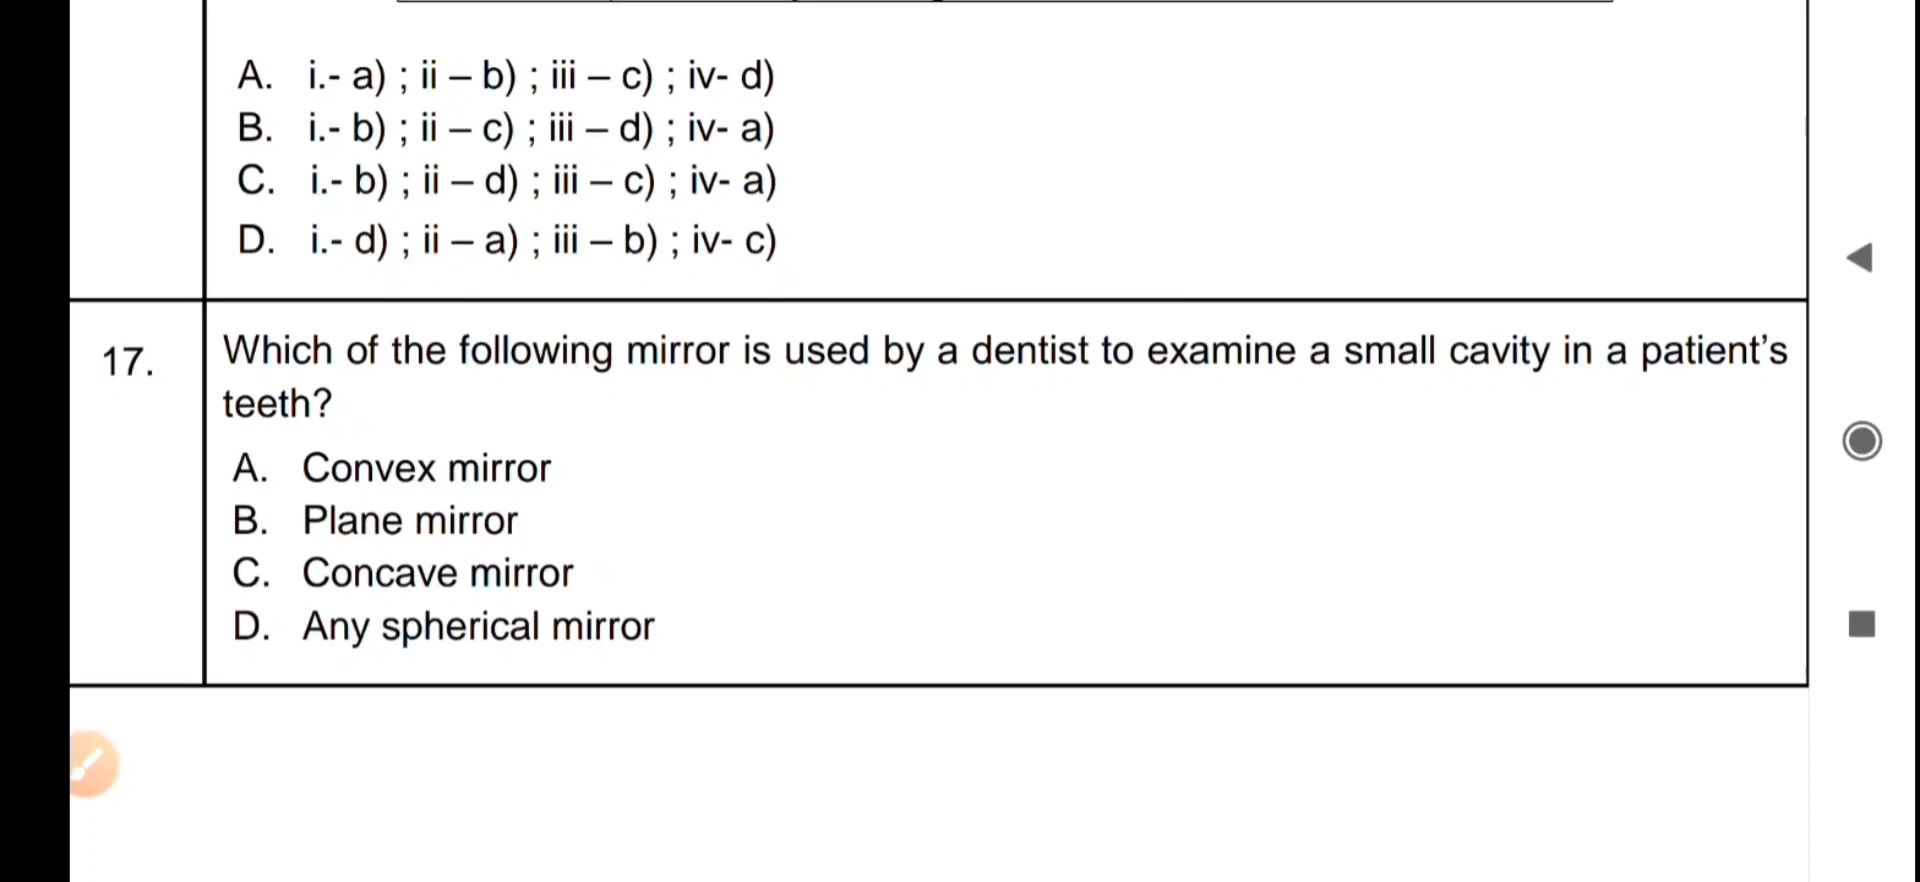 A. i.- a) ; ii – b) ; iii – c) ; iv- d)
B. i.- b) ; ii – c) ; iii – d) ; iv- a)
C. i.- b) ; ii – d) ; iii – c) ; iv- a)
D. i.- d) ; ii – a) ; iii – b) ; iv- c)
17. Which of the following mirror is used by a dentist to examine a small cavity in a patient’s
teeth?
A. Convex mirror
B. Plane mirror
C. Concave mirror
D. Any spherical mirror